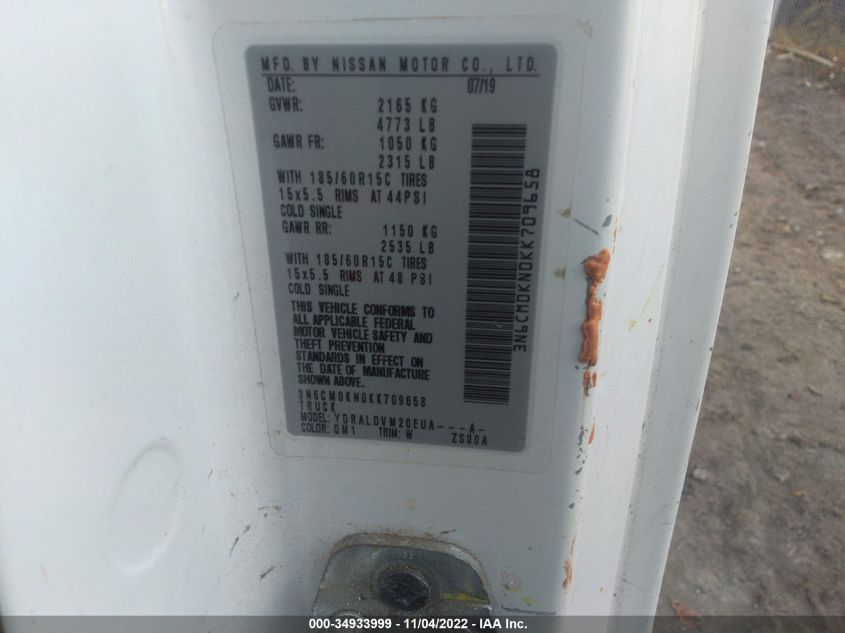 MFD. BY NISSAN MOTOR CO., LTD.
DATE: 07/19
GVWR: 2165 KG
4773 LB
GAWR FR: 1050 KG
2315 LB
WITH 185/60R15C TIRES
15x5.5 RIMS AT 44PSI
COLD SINGLE
GAWR RR: 1150 KG
2535 LB
WITH 185/60R15C TIRES
15x5.5 RIMS AT 48 PSI
COLD SINGLE
THIS VEHICLE CONFORMS TO
ALL APPLICABLE FEDERAL
MOTOR VEHICLE SAFETY AND
THEFT PREVENTION
STANDARDS IN EFFECT ON
THE DATE OF MANUFACTURE
SHOWN ABOVE.
3N6CM0KN0KK709658
TRUCK
MODEL: YDRALDVM20EUA---A-
COLOR: QM1 TRIM: W ZS00A
3N6CM0KN0KK709658
000-34933999 - 11/04/2022 - IAA Inc.